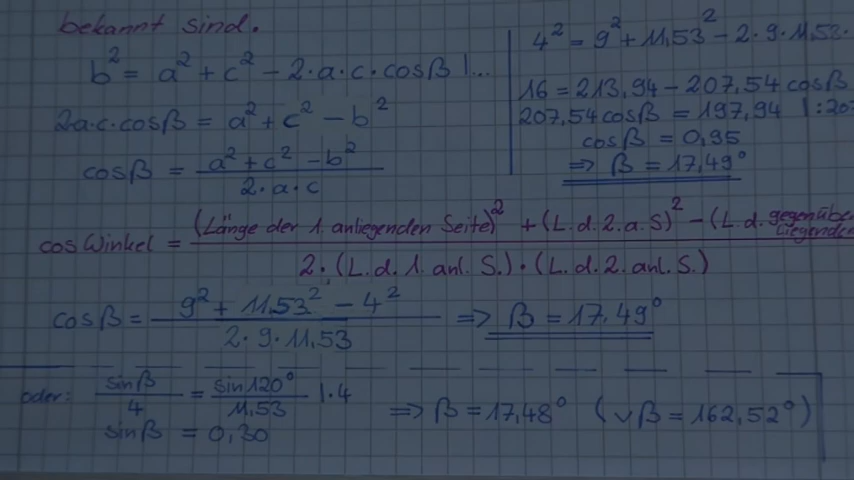 bekannt sind.
b² = a² + c² - 2·a·c·cosβ |...
2a·c·cosβ = a² + c² - b²
cosβ = (a² + c² - b²) / (2·a·c)
4² = 9² + 11,53² - 2·9·11,53·
16 = 213,94 - 207,54 cosβ
207,54 cosβ = 197,94 |:207
cosβ = 0,95
=> β = 17,49°
cos Winkel = ((Länge der 1. anliegenden Seite)² + (L.d.2.a.S)² - (L.d. gegenüberliegenden) / (2·(L.d.1. anl. S.)·(L.d.2. anl. S.))
cosβ = (9² + 11,53² - 4²) / (2·9·11,53) => β = 17,49°
oder: sinβ / 4 = sin120° / 11,53 |·4
sinβ = 0,30
=> β = 17,48° (∨ β = 162,52°)